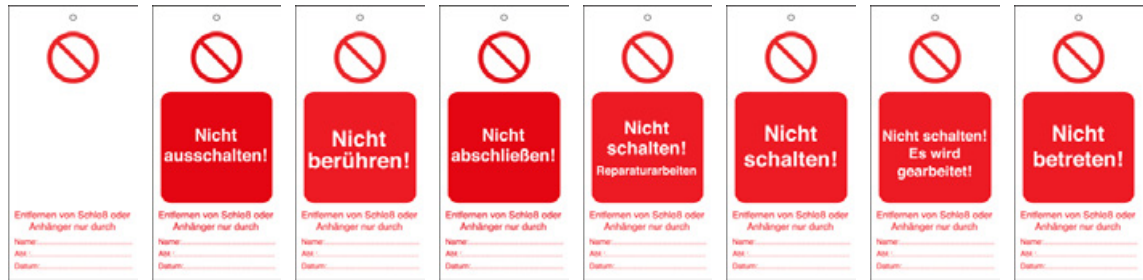 Entfernen von Schloß oder
Anhänger nur durch
Name:
Abt.:
Datum:
Nicht
ausschalten!
Entfernen von Schloß oder
Anhänger nur durch
Name:
Abt.:
Datum:
Nicht
berühren!
Entfernen von Schloß oder
Anhänger nur durch
Name:
Abt.:
Datum:
Nicht
abschließen!
Entfernen von Schloß oder
Anhänger nur durch
Name:
Abt.:
Datum:
Nicht
schalten!
Reparaturarbeiten
Entfernen von Schloß oder
Anhänger nur durch
Name:
Abt.:
Datum:
Nicht
schalten!
Entfernen von Schloß oder
Anhänger nur durch
Name:
Abt.:
Datum:
Nicht schalten!
Es wird
gearbeitet!
Entfernen von Schloß oder
Anhänger nur durch
Name:
Abt.:
Datum:
Nicht
betreten!
Entfernen von Schloß oder
Anhänger nur durch
Name:
Abt.:
Datum: